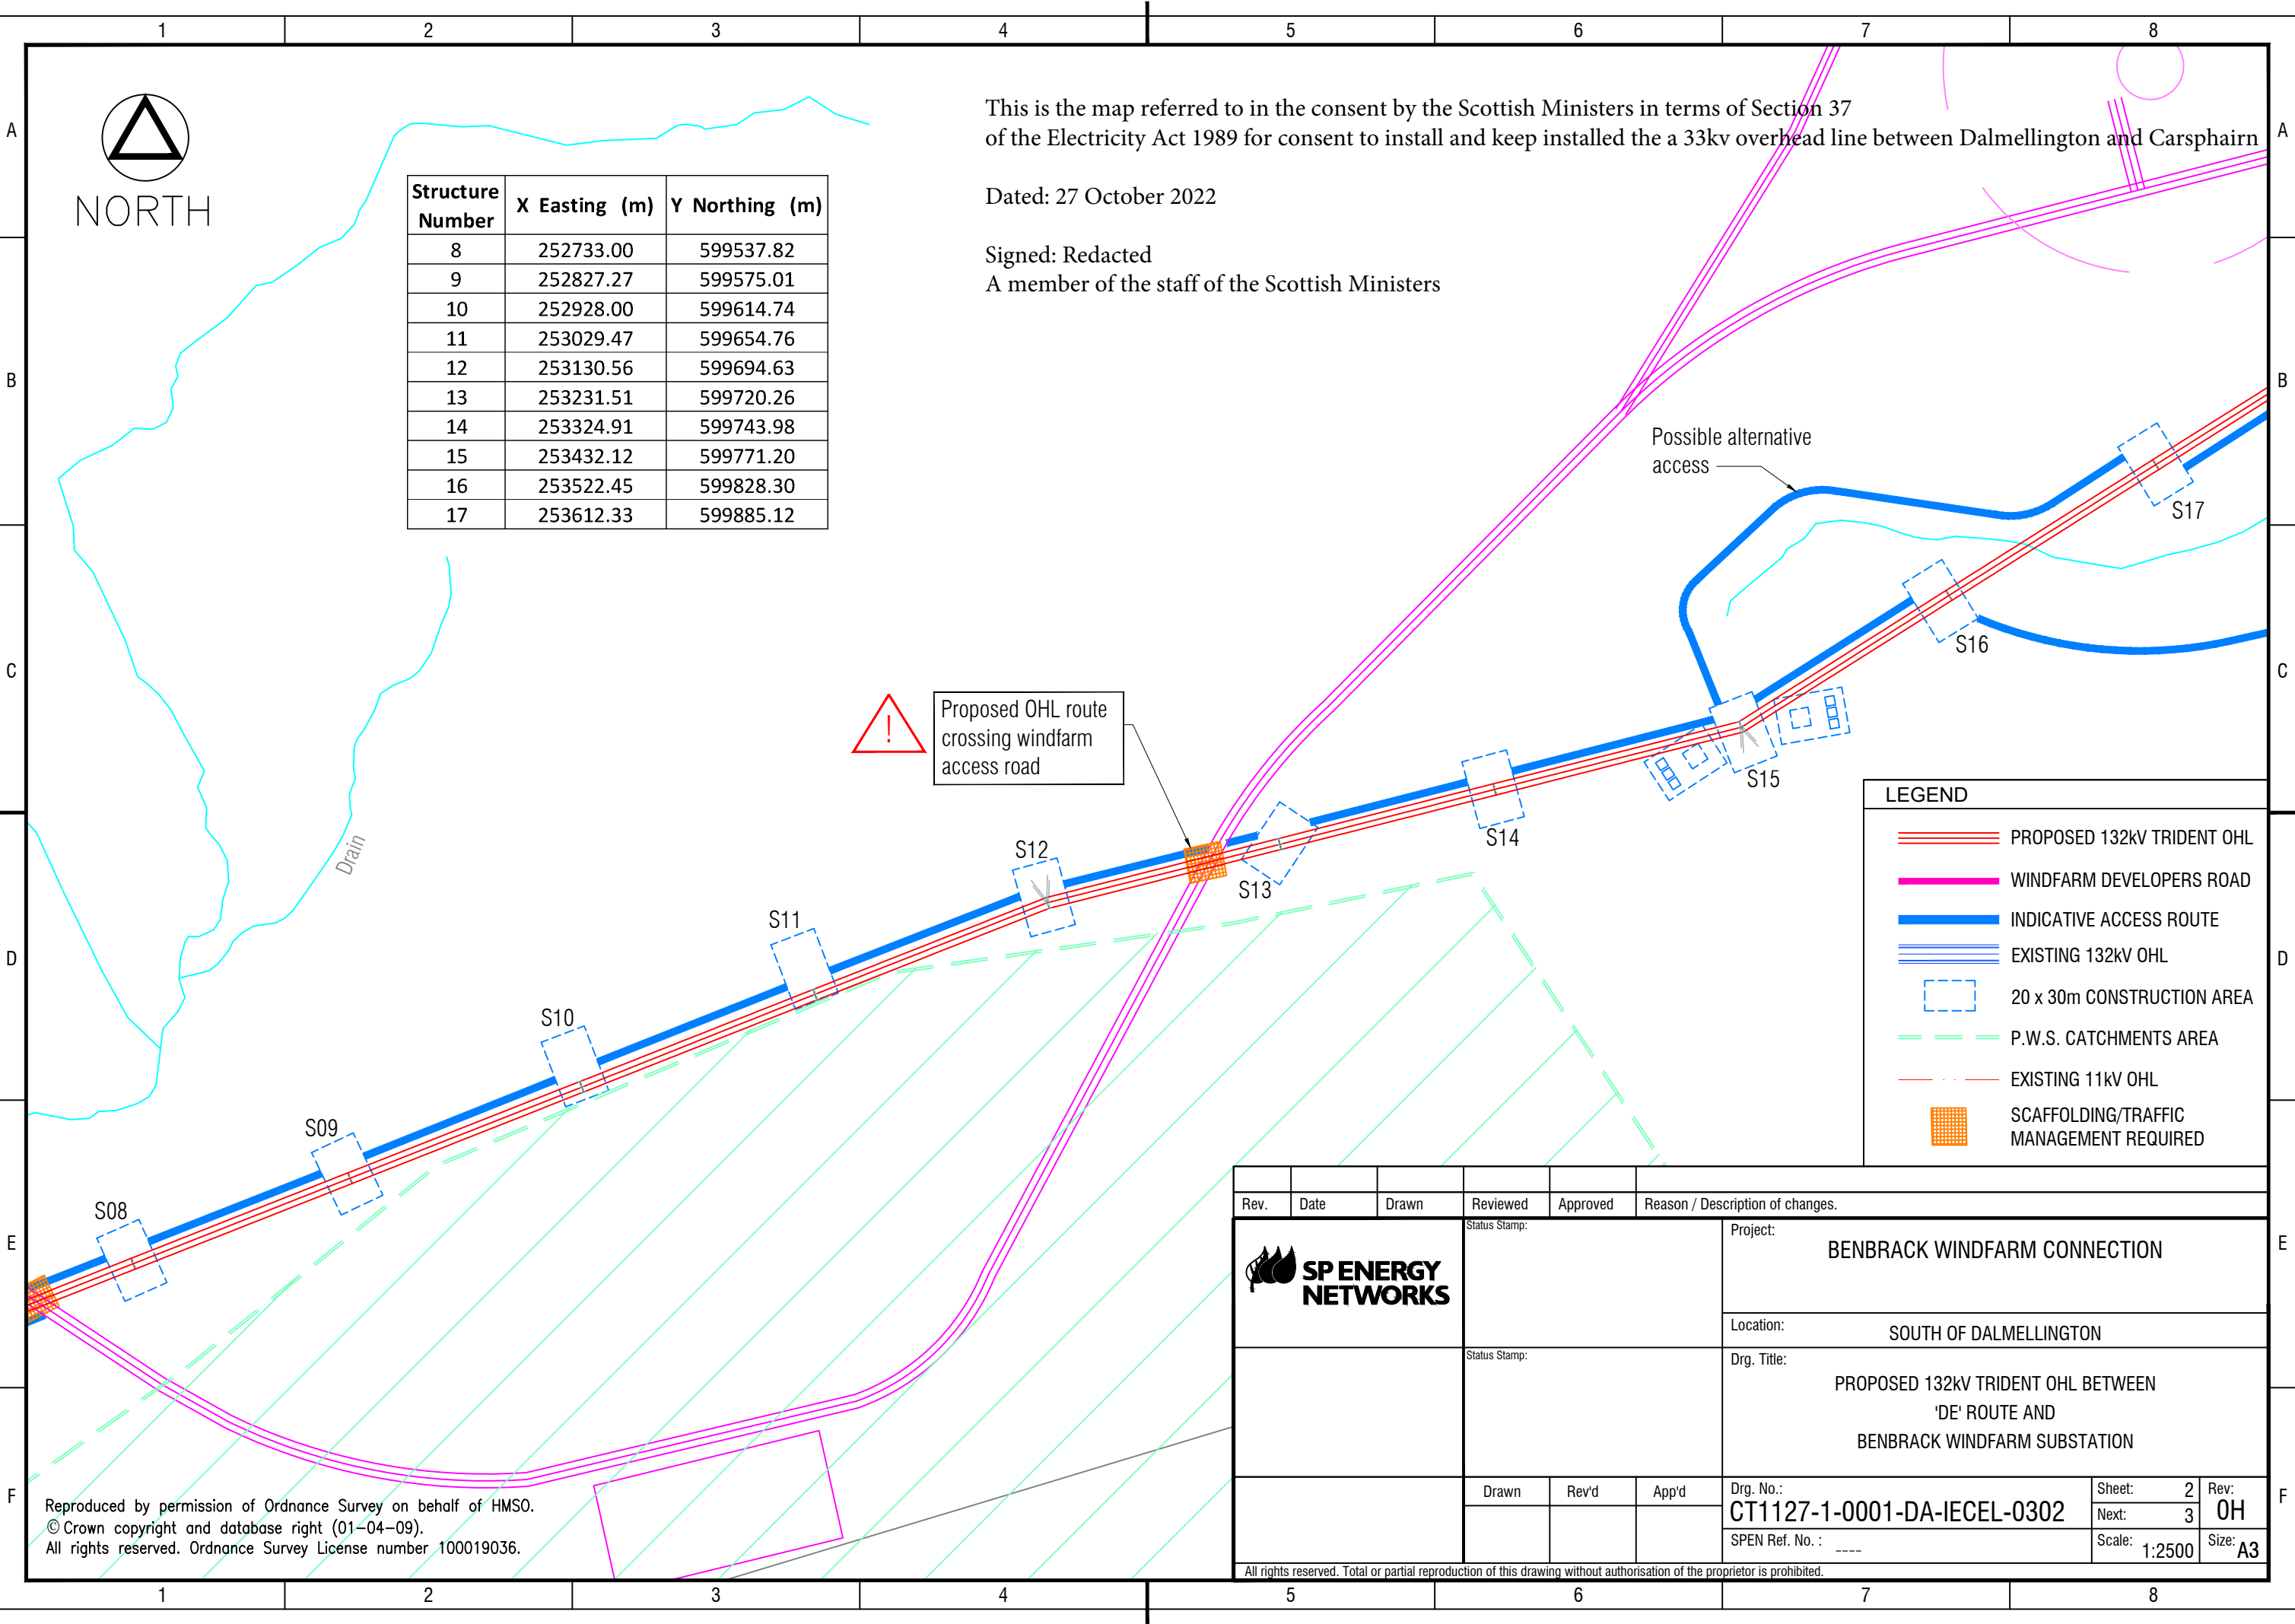 1 2 3 4 5 6 7 8
A A
B B
C C
D D
E E
F F
NORTH
This is the map referred to in the consent by the Scottish Ministers in terms of Section 37
of the Electricity Act 1989 for consent to install and keep installed the a 33kv overhead line between Dalmellington and Carsphairn
Dated: 27 October 2022
Signed: Redacted
A member of the staff of the Scottish Ministers
Structure Number X Easting (m) Y Northing (m)
8 252733.00 599537.82
9 252827.27 599575.01
10 252928.00 599614.74
11 253029.47 599654.76
12 253130.56 599694.63
13 253231.51 599720.26
14 253324.91 599743.98
15 253432.12 599771.20
16 253522.45 599828.30
17 253612.33 599885.12
Possible alternative
access
S17
S16
S15
S14
S13
S12
S11
S10
S09
S08
Drain
!
Proposed OHL route
crossing windfarm
access road
LEGEND
PROPOSED 132kV TRIDENT OHL
WINDFARM DEVELOPERS ROAD
INDICATIVE ACCESS ROUTE
EXISTING 132kV OHL
20 x 30m CONSTRUCTION AREA
P.W.S. CATCHMENTS AREA
EXISTING 11kV OHL
SCAFFOLDING/TRAFFIC
MANAGEMENT REQUIRED
Rev. Date Drawn Reviewed Approved Reason / Description of changes.
SP ENERGY
NETWORKS
Status Stamp:
Status Stamp:
Project:
BENBRACK WINDFARM CONNECTION
Location:
SOUTH OF DALMELLINGTON
Drg. Title:
PROPOSED 132kV TRIDENT OHL BETWEEN
'DE' ROUTE AND
BENBRACK WINDFARM SUBSTATION
Drawn Rev'd App'd
Drg. No.:
CT1127-1-0001-DA-IECEL-0302
SPEN Ref. No. : ----
Sheet: 2
Next: 3
Rev: 0H
Scale: 1:2500
Size: A3
All rights reserved. Total or partial reproduction of this drawing without authorisation of the proprietor is prohibited.
Reproduced by permission of Ordnance Survey on behalf of HMSO.
© Crown copyright and database right (01-04-09).
All rights reserved. Ordnance Survey License number 100019036.
1 2 3 4 5 6 7 8